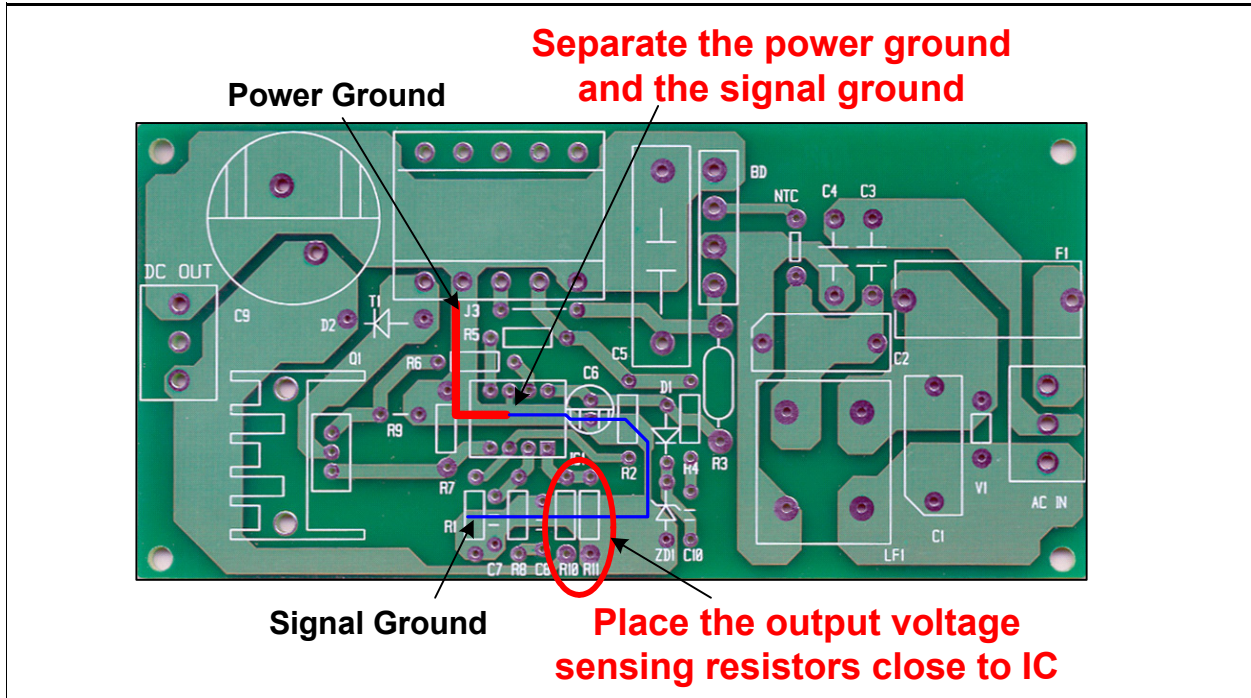 Separate the power ground
and the signal ground
Power Ground
BD
NTC
C4
C3
F1
DC OUT
C9
T1
D2
J3
R5
Q1
R6
C5
C2
C6
D1
R9
R7
IC1
R2
R4
R3
V1
AC IN
R1
C7
R8
C8
R10
R11
ZD1
C10
LF1
C1
Signal Ground
Place the output voltage
sensing resistors close to IC